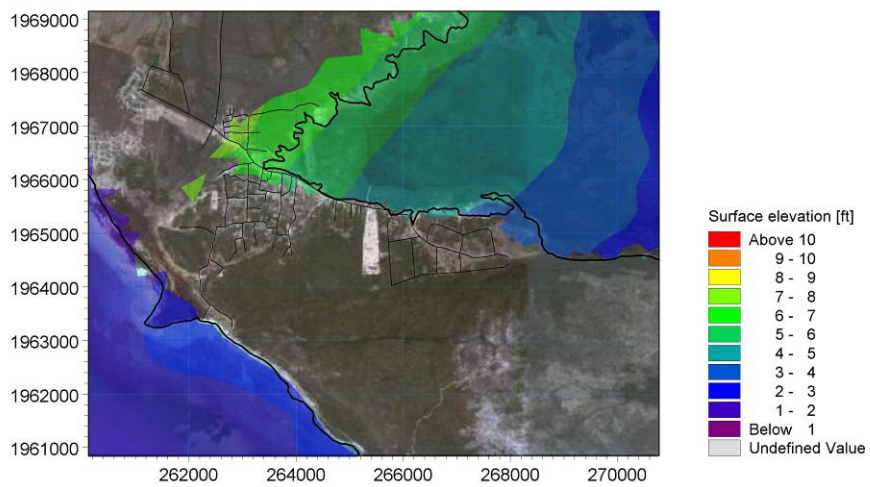 1969000
1968000
1967000
1966000
1965000
1964000
1963000
1962000
1961000
262000 264000 266000 268000 270000
Surface elevation [ft]
Above 10
9 - 10
8 - 9
7 - 8
6 - 7
5 - 6
4 - 5
3 - 4
2 - 3
1 - 2
Below 1
Undefined Value